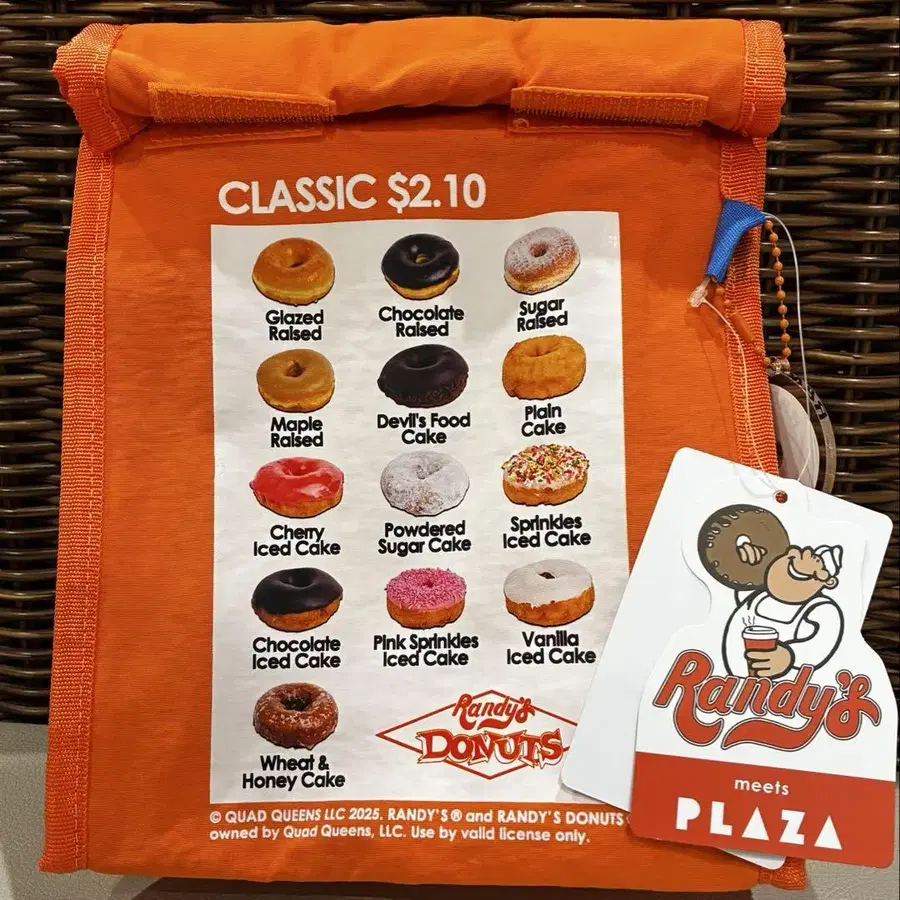 CLASSIC $2.10
Glazed
Raised
Chocolate
Raised
Sugar
Raised
Maple
Raised
Devil's Food
Cake
Plain
Cake
Cherry
Iced Cake
Powdered
Sugar Cake
Sprinkles
Iced Cake
Chocolate
Iced Cake
Pink Sprinkles
Iced Cake
Vanilla
Iced Cake
Wheat &
Honey Cake
Randy's
DONUTS
© QUAD QUEENS LLC 2025. RANDY'S® and RANDY'S DONUTS
owned by Quad Queens, LLC. Use by valid license only.
Randy's
meets
PLAZA